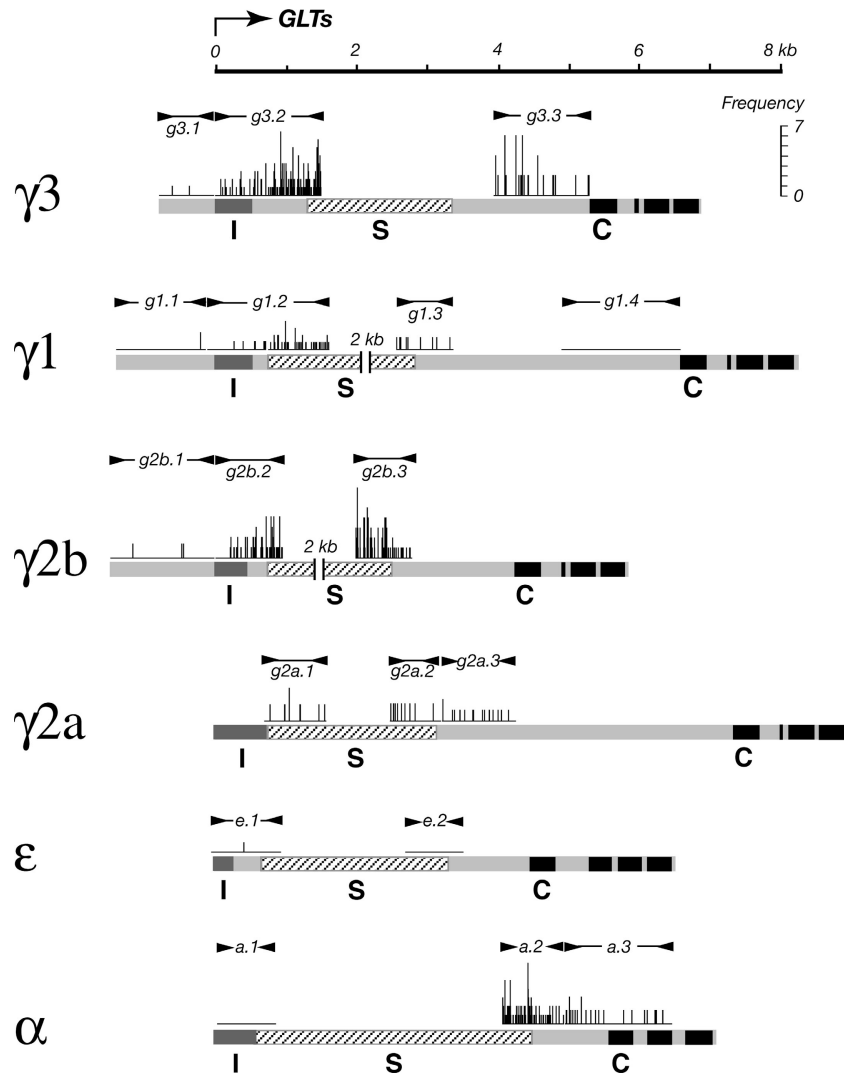 GLTs
0 2 4 6 8 kb
Frequency
7
0
g3.1 g3.2 g3.3
γ3
I S C
g1.1 g1.2 g1.3 g1.4
2 kb
γ1
I S C
g2b.1 g2b.2 g2b.3
2 kb
γ2b
I S C
g2a.1 g2a.2 g2a.3
γ2a
I S C
e.1 e.2
ε
I S C
a.1 a.2 a.3
α
I S C